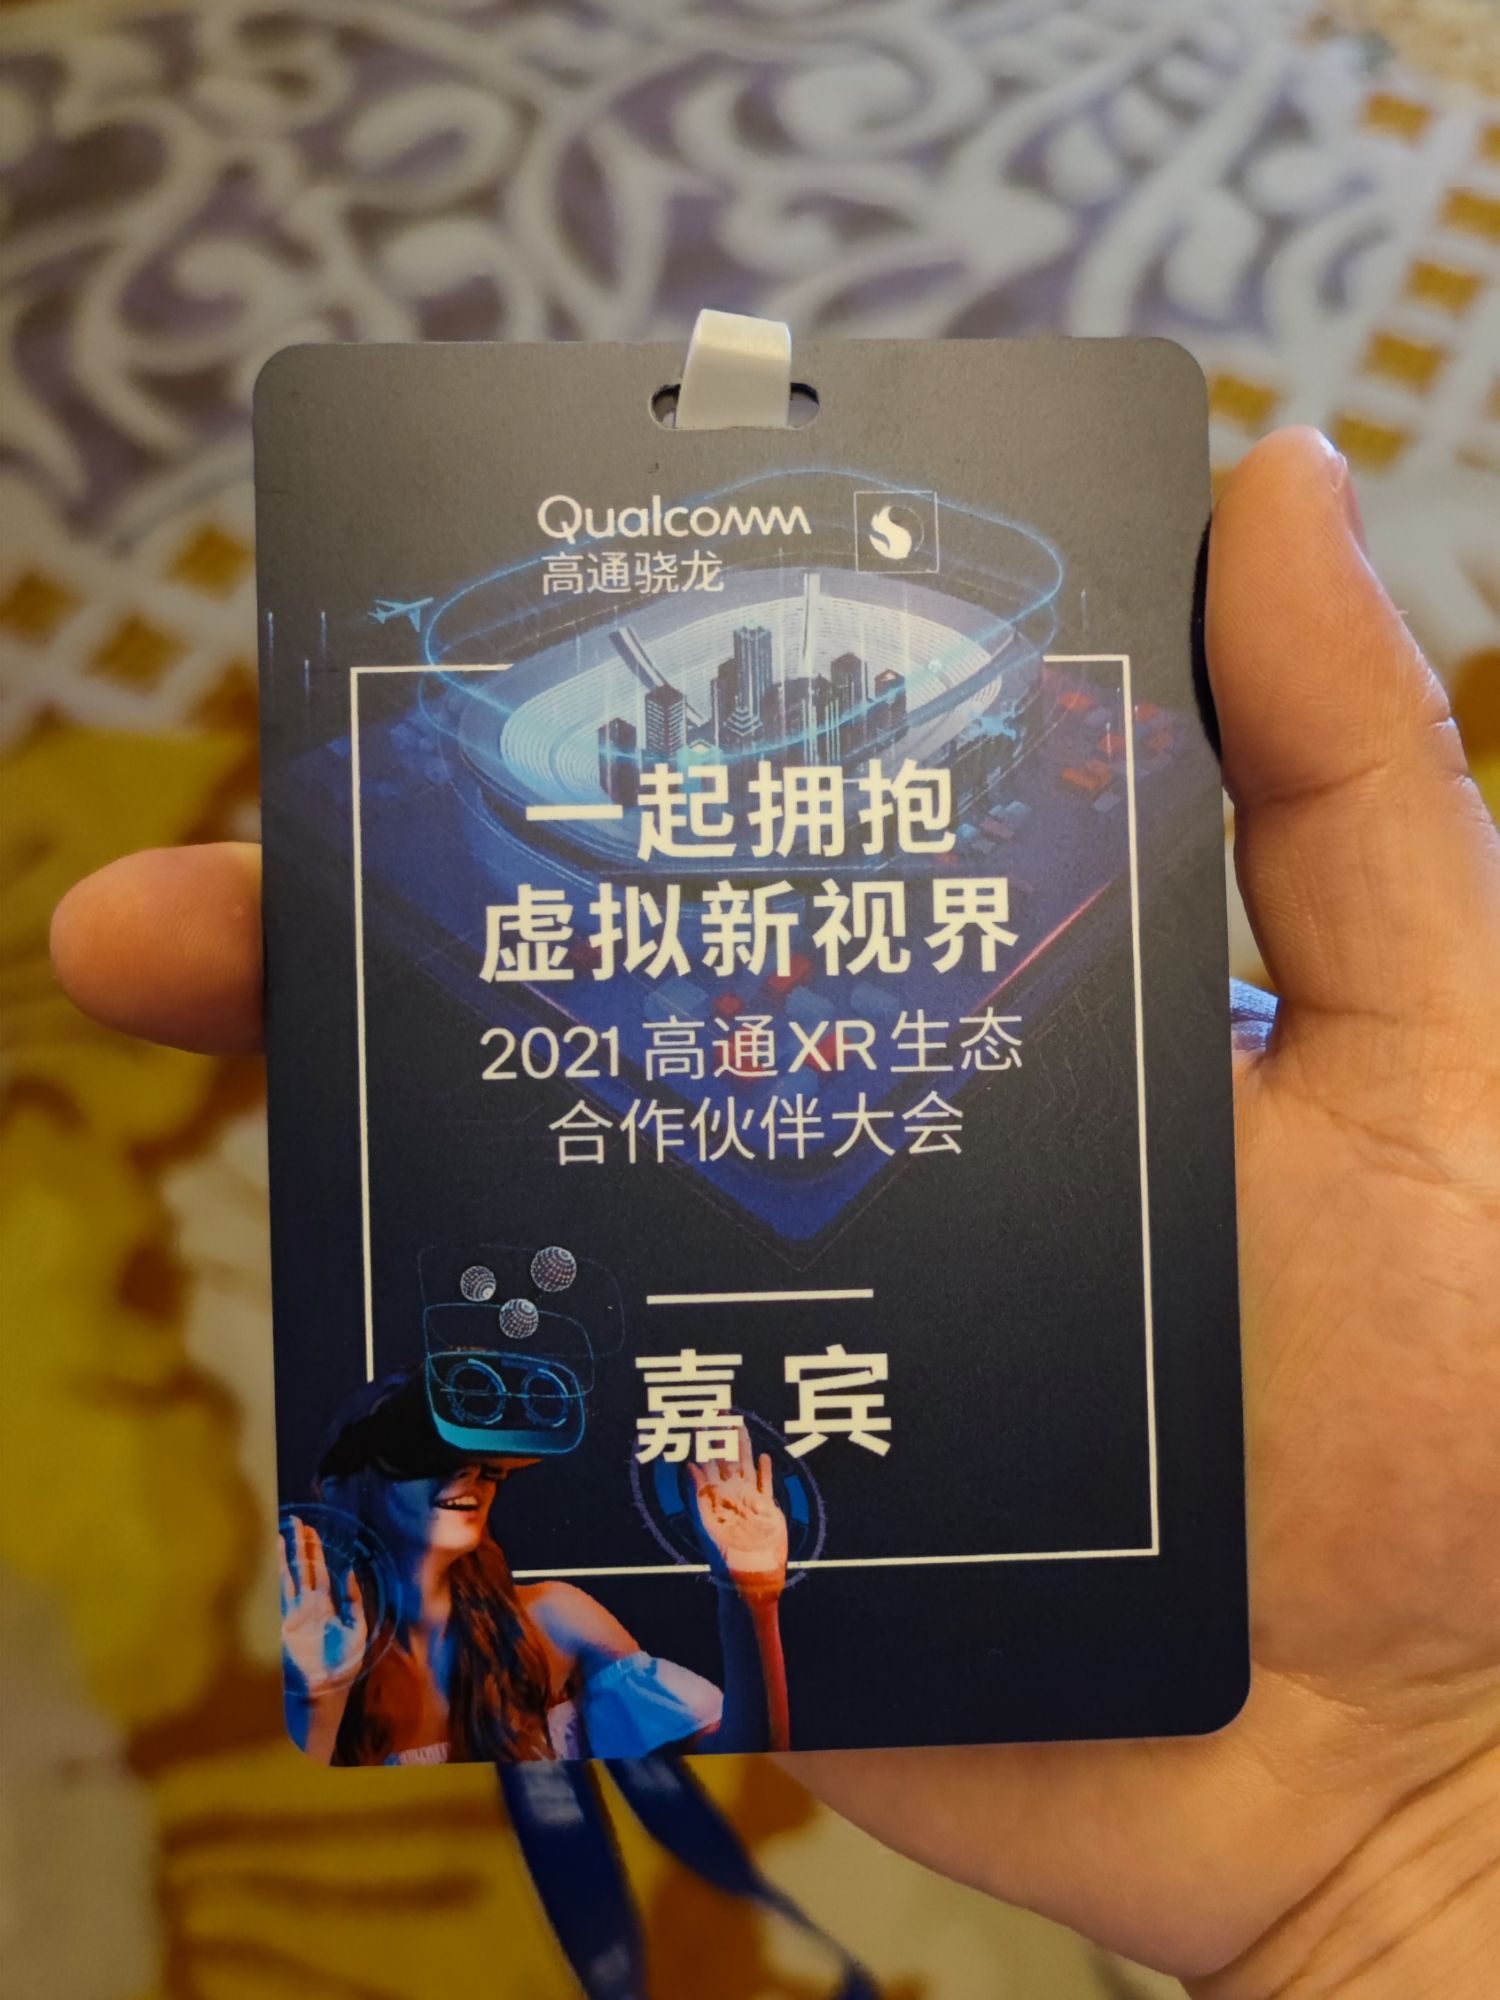 Qualcomm
高通骁龙
一起拥抱
虚拟新视界
2021 高通XR生态
合作伙伴大会
嘉宾